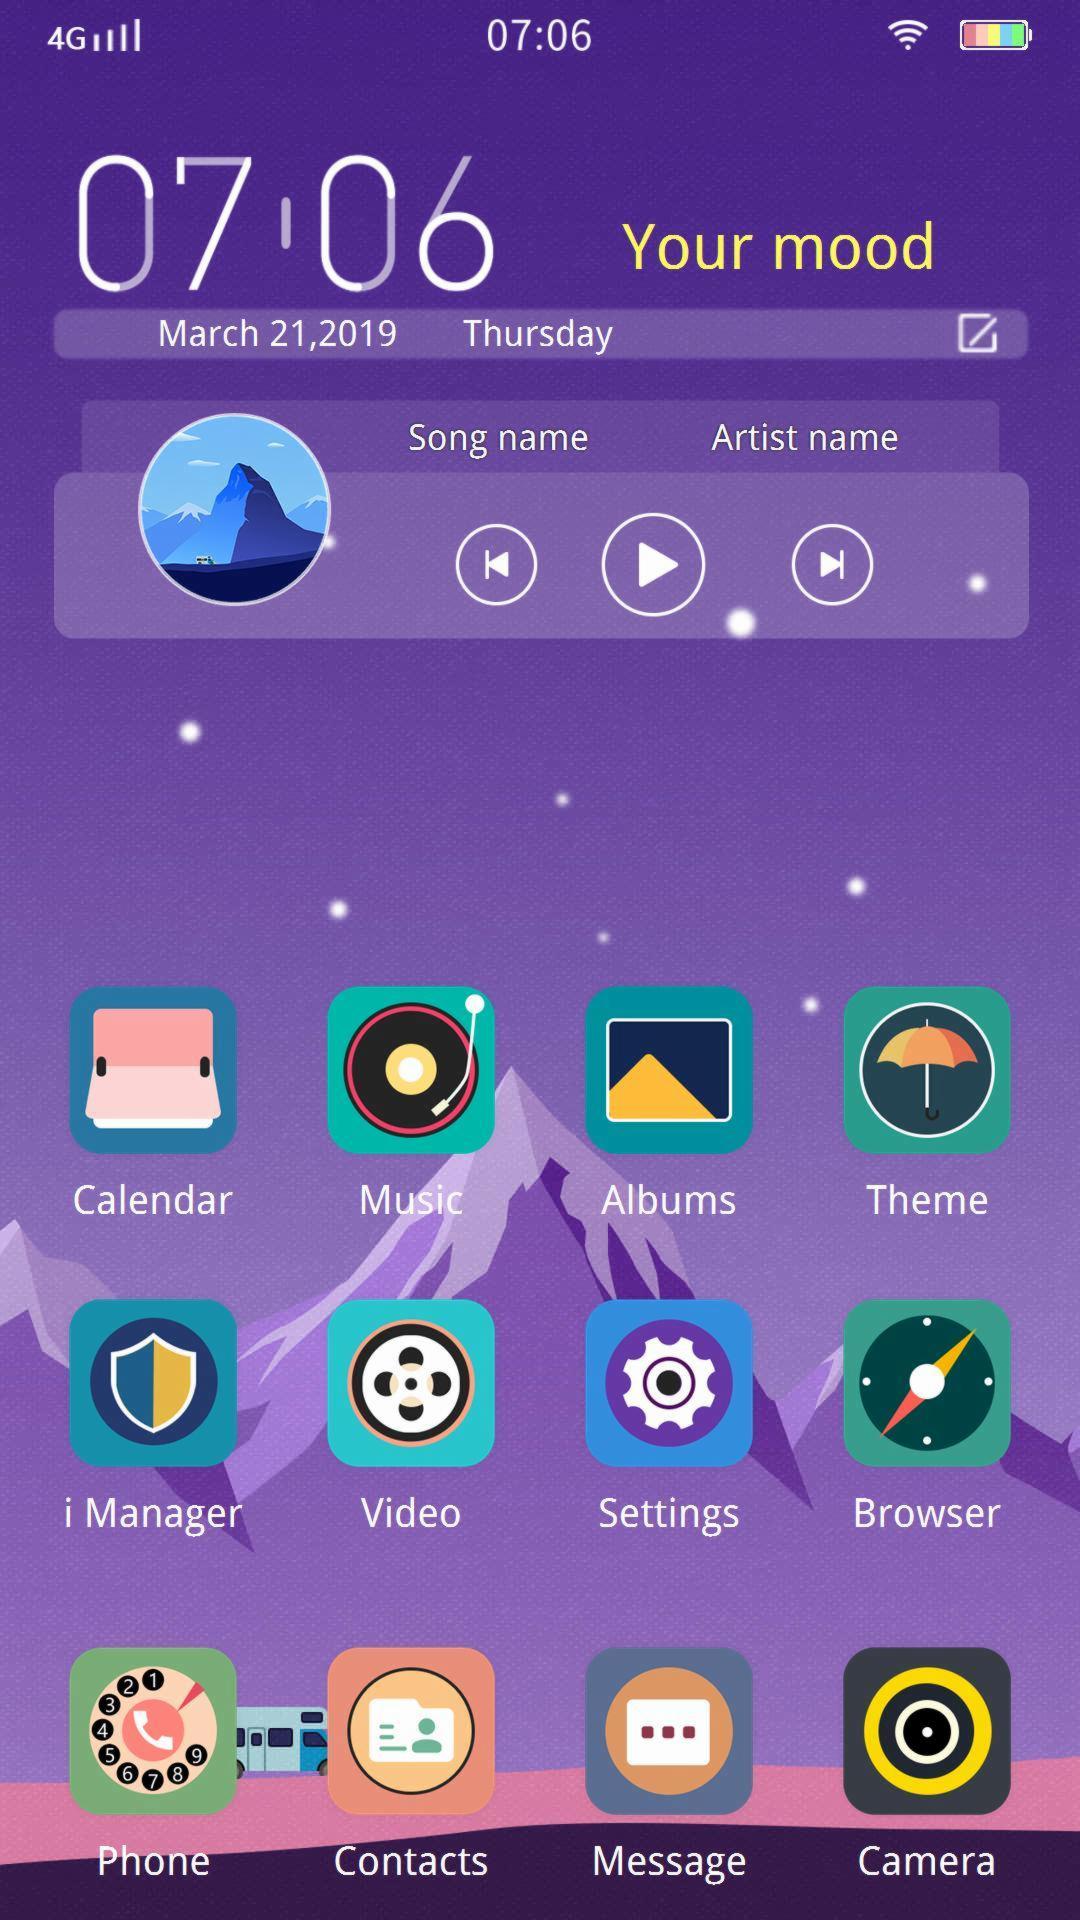 4G 07:06
07:06
Your mood
March 21,2019 Thursday
Song name Artist name
Calendar Music Albums Theme
i Manager Video Settings Browser
1
2
3
4
5
6
7
8
9
Phone Contacts Message Camera